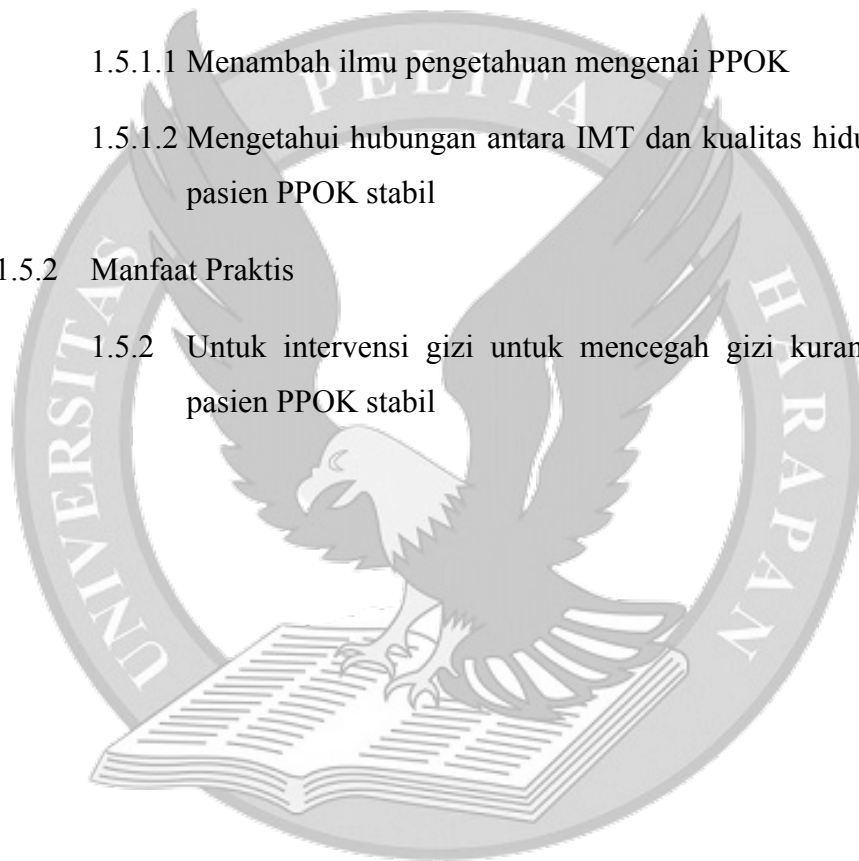 1.5.1.1 Menambah ilmu pengetahuan mengenai PPOK
1.5.1.2 Mengetahui hubungan antara IMT dan kualitas hidu
pasien PPOK stabil
1.5.2 Manfaat Praktis
1.5.2 Untuk intervensi gizi untuk mencegah gizi kuran
pasien PPOK stabil
UNIVERSITAS PELITA HARAPAN